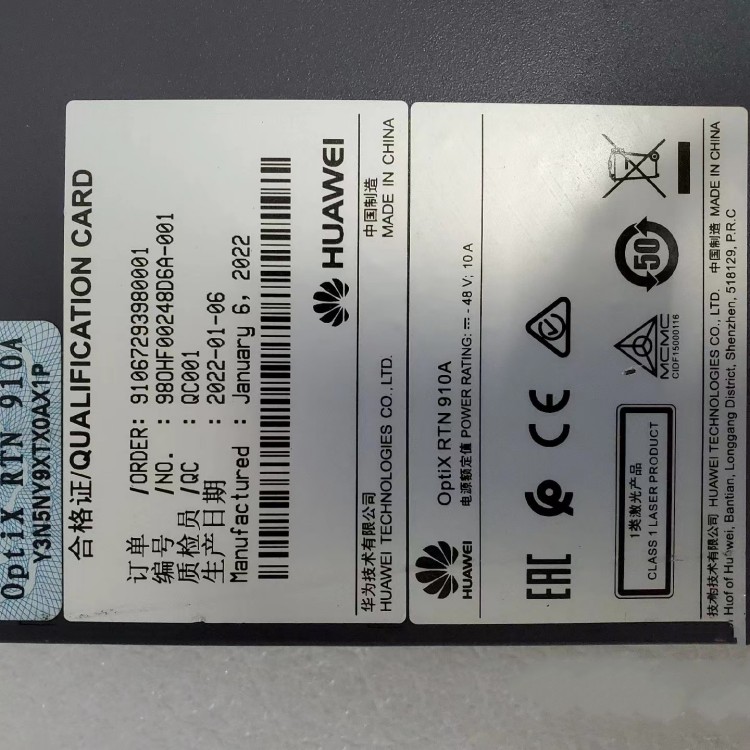 OptiX RTN 910A
Y3N5NY9XTX0AX1P
合格证/QUALIFICATION CARD
订单 /ORDER: 91067293980001
编号 /NO. : 980HF00248D6A-001
质检员 /QC : QC001
生产日期 : 2022-01-06
Manufactured : January 6, 2022
HUAWEI
华为技术有限公司 中国制造
HUAWEI TECHNOLOGIES CO., LTD. MADE IN CHINA
HUAWEI
OptiX RTN 910A
电源额定值 POWER RATING: - 48 V; 10 A
EAC
CE
50
1类激光产品
CLASS 1 LASER PRODUCT
MCMC
CIDF15000116
技术有限公司 HUAWEI TECHNOLOGIES CO., LTD. 中国制造 MADE IN CHINA
of Huawei, Bantian, Longgang District, Shenzhen, 518129, P.R.C